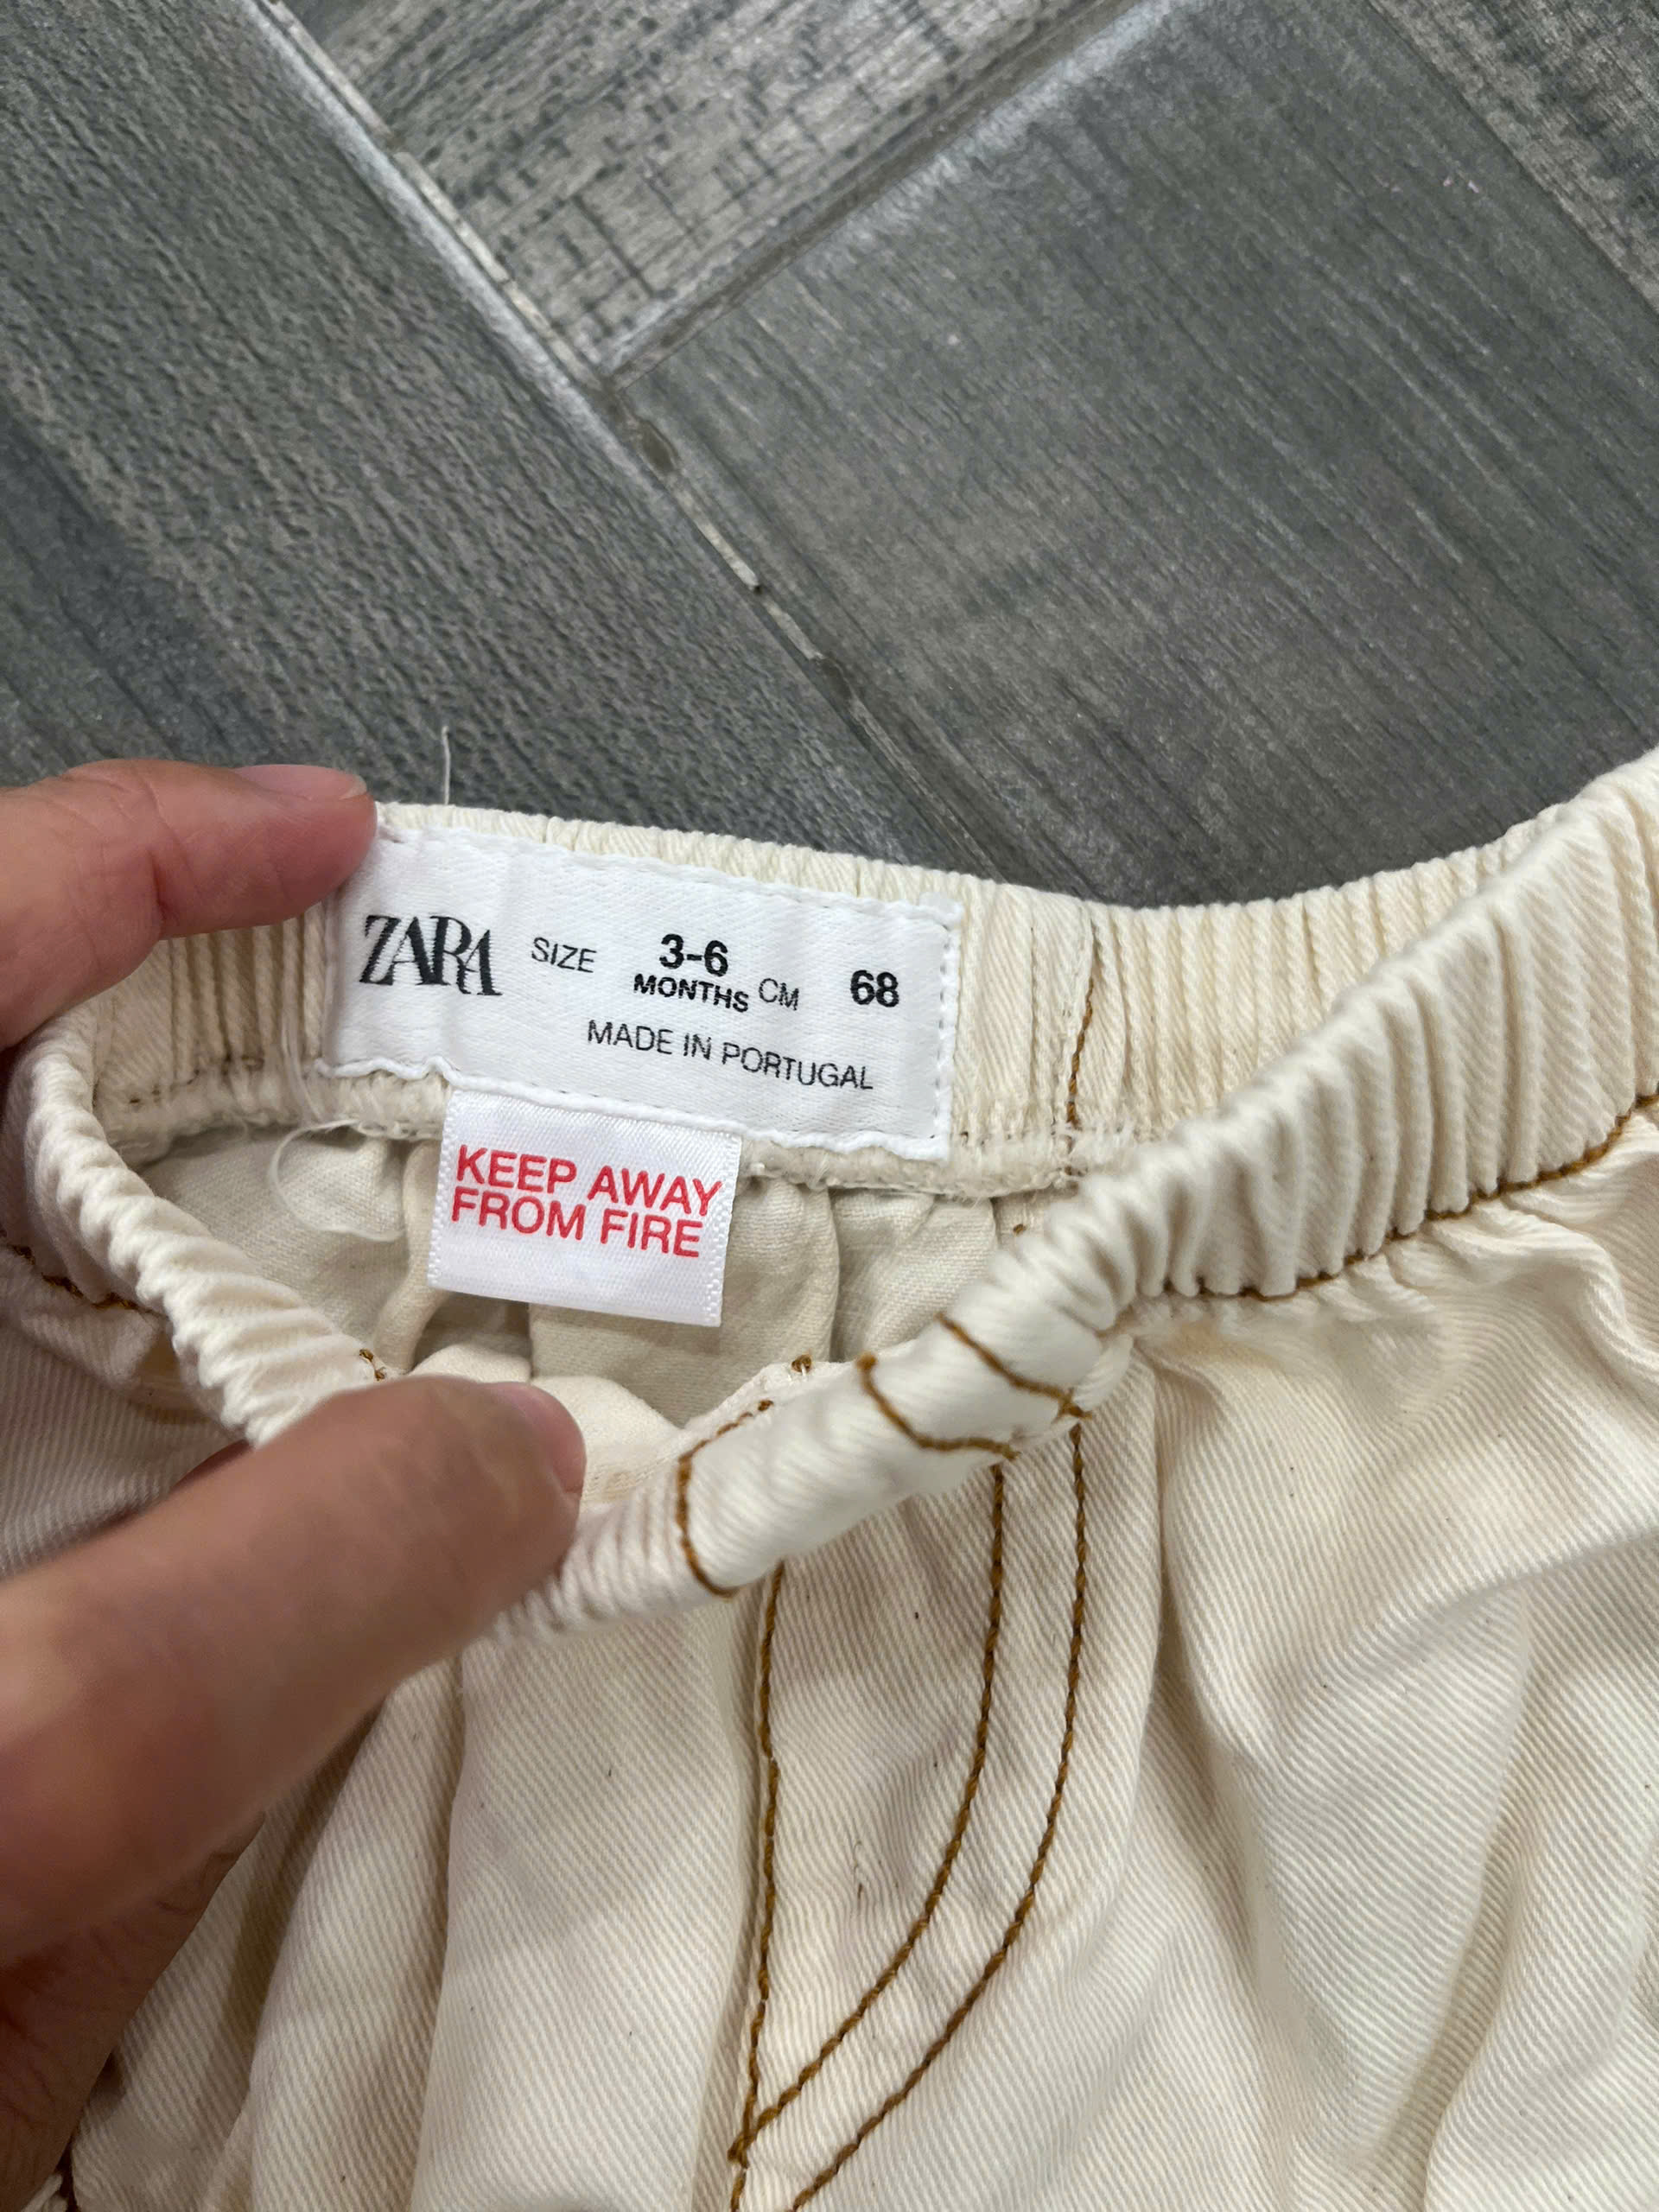 ZARA SIZE 3-6 MONTHS CM 68
MADE IN PORTUGAL
KEEP AWAY
FROM FIRE